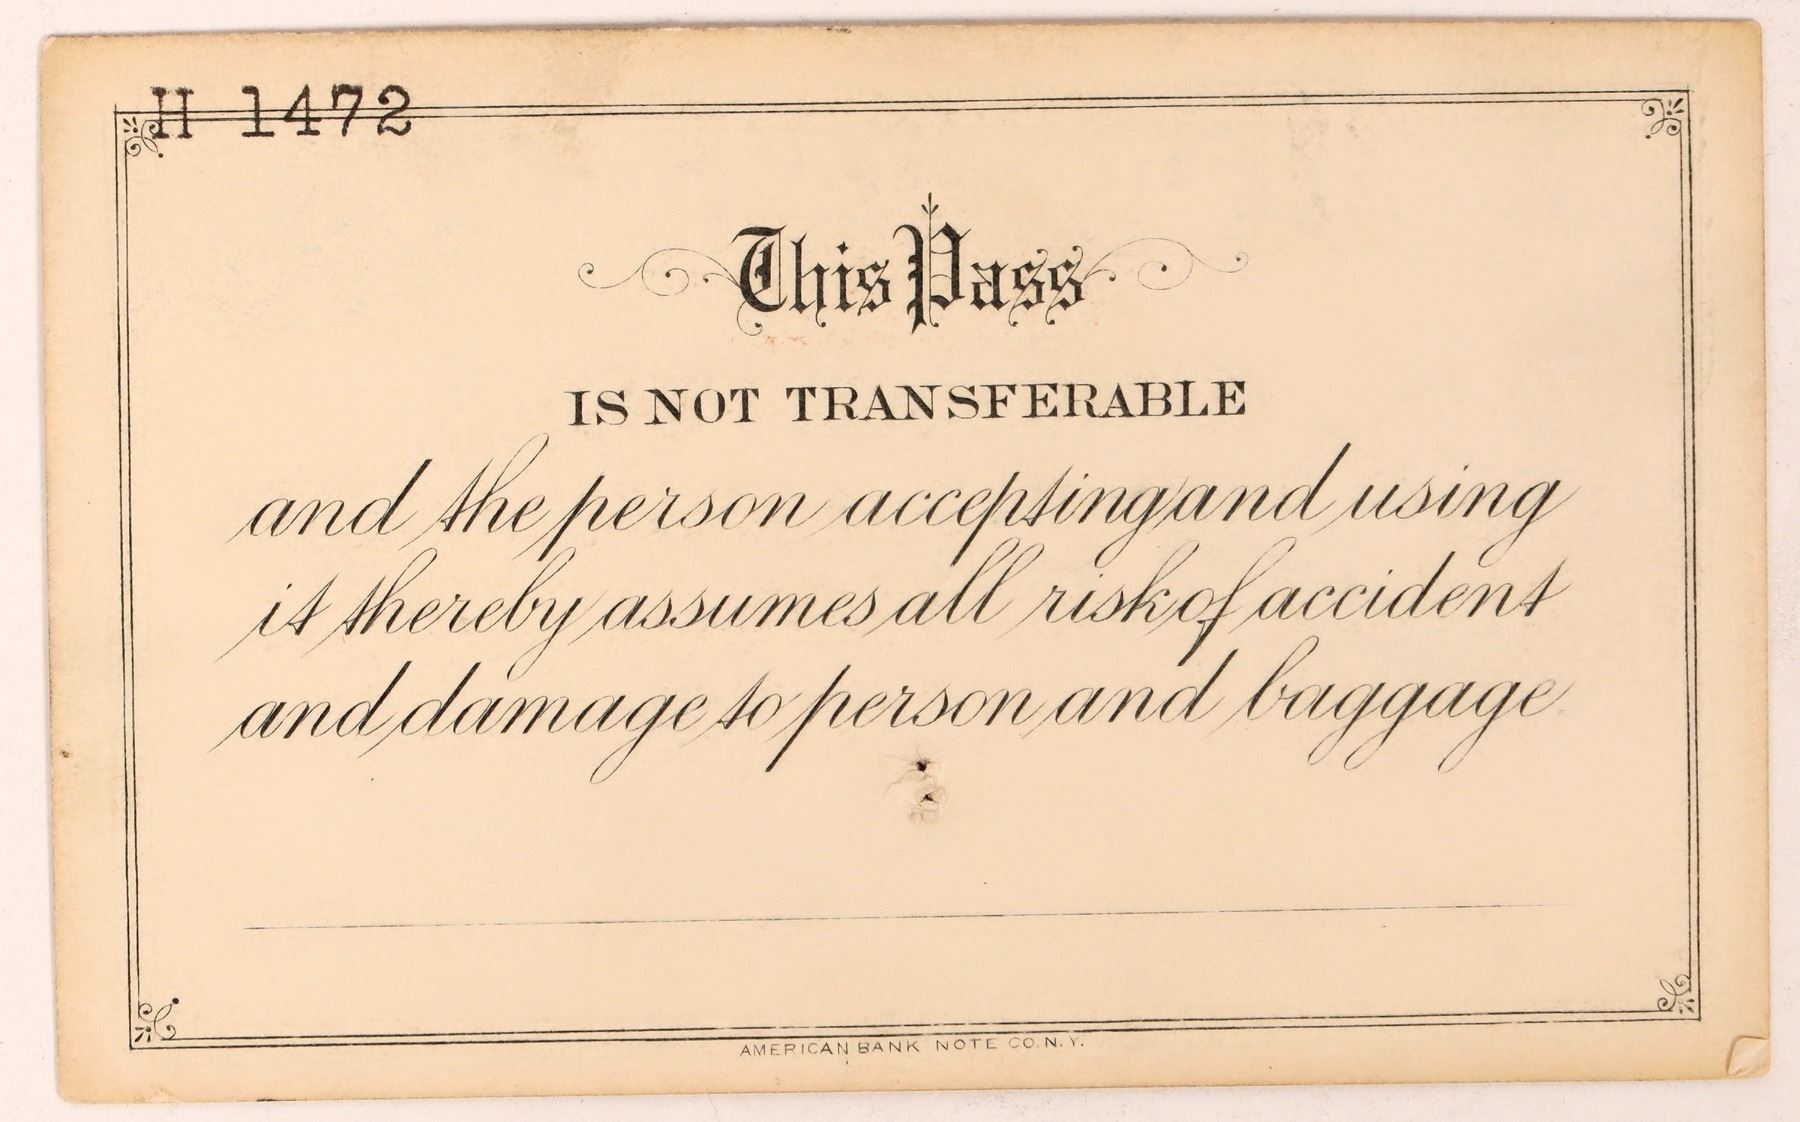 H 1472
This Pass
IS NOT TRANSFERABLE
and the person accepting and using
it thereby assumes all risk of accident
and damage to person and baggage.
AMERICAN BANK NOTE CO. N.Y.